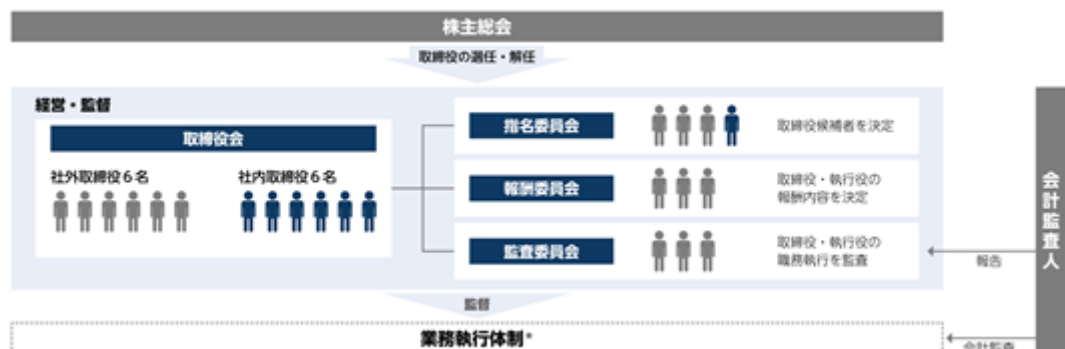 株主総会
取締役の選任・解任
経営・監督
取締役会
社外取締役6名
社内取締役6名
指名委員会
取締役候補者を決定
報酬委員会
取締役・執行役の
報酬内容を決定
監査委員会
取締役・執行役の
職務執行を監査
会計監査人
報告
監督
業務執行体制*
会計監査